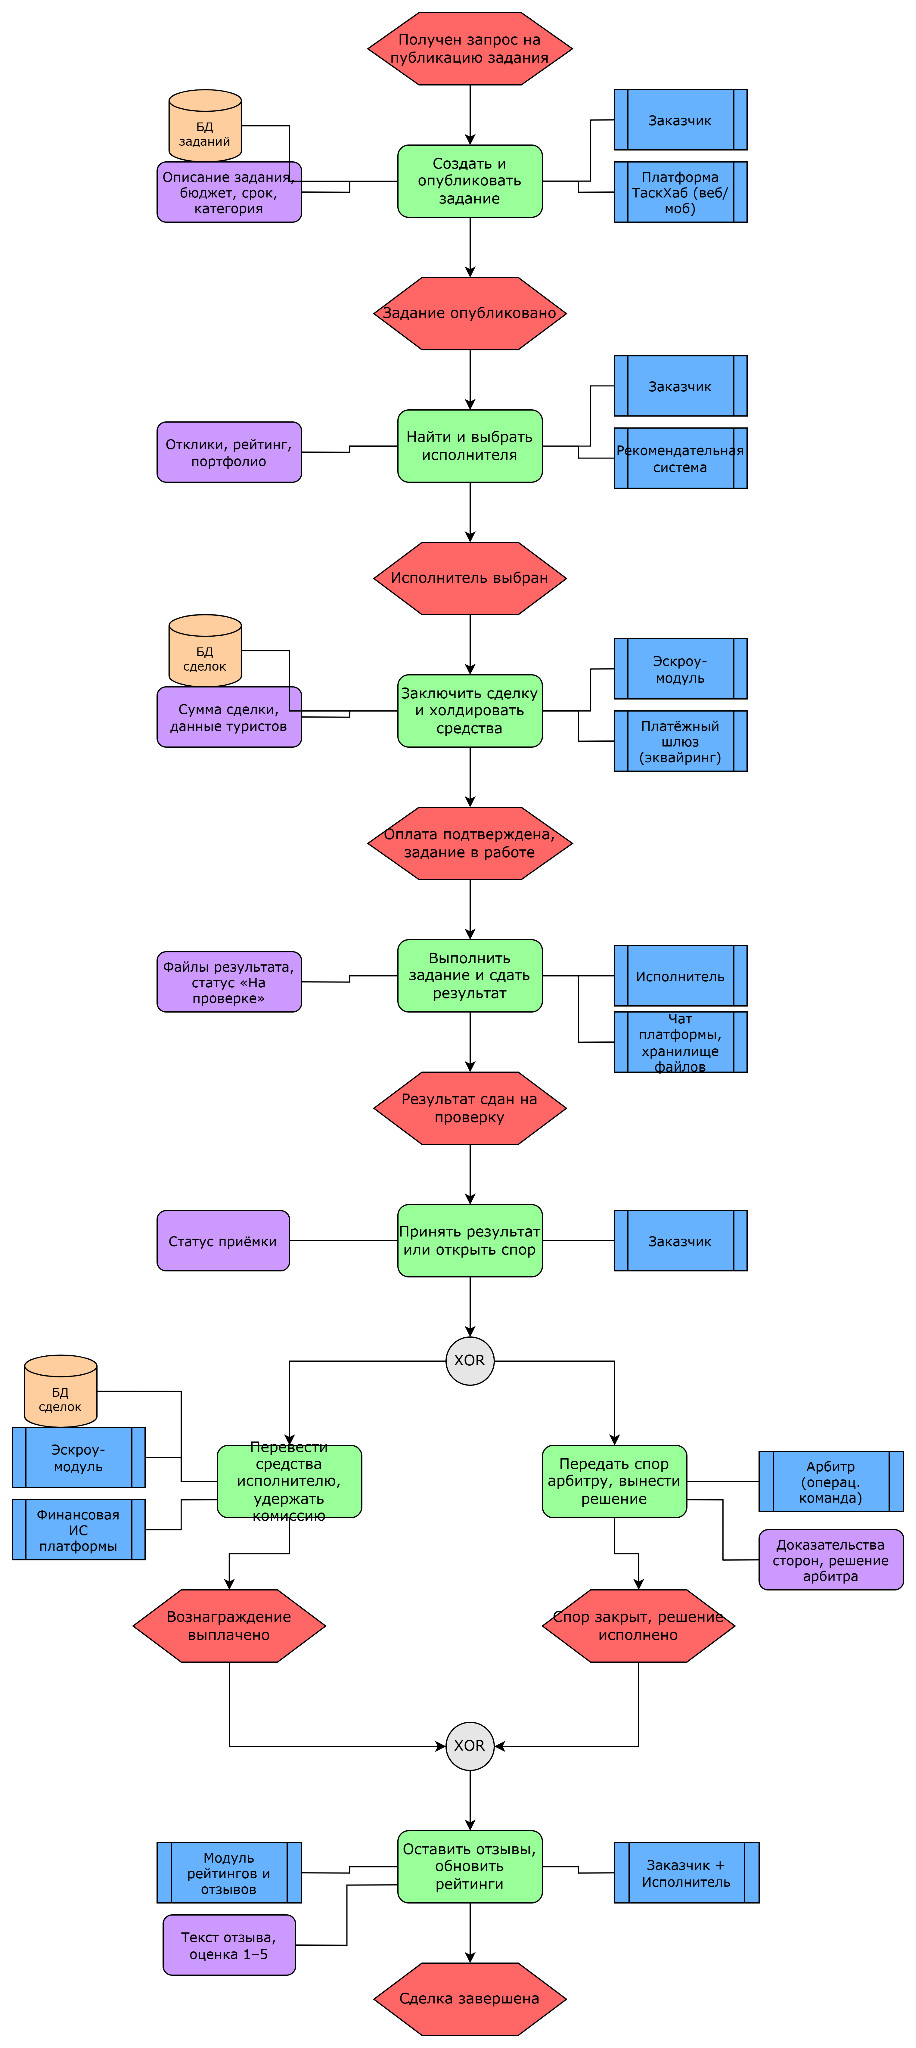 Получен запрос на
публикацию задания
БД
заданий
Заказчик
Описание задания,
бюджет, срок,
категория
Создать и
опубликовать
задание
Платформа
ТаскХаб (веб/
моб)
Задание опубликовано
Заказчик
Отклики, рейтинг,
портфолио
Найти и выбрать
исполнителя
Рекомендательная
система
Исполнитель выбран
БД
сделок
Эскроу-
модуль
Сумма сделки,
данные туристов
Заключить сделку
и холдировать
средства
Платёжный
шлюз
(эквайринг)
Оплата подтверждена,
задание в работе
Файлы результата,
статус «На
проверке»
Выполнить
задание и сдать
результат
Исполнитель
Чат
платформы,
хранилище
файлов
Результат сдан на
проверку
Статус приёмки
Принять результат
или открыть спор
Заказчик
XOR
БД
сделок
Эскроу-
модуль
Финансовая
ИС
платформы
Перевести
средства
исполнителю,
удержать
комиссию
Передать спор
арбитру, вынести
решение
Арбитр
(операц.
команда)
Доказательства
сторон, решение
арбитра
Вознаграждение
выплачено
Спор закрыт, решение
исполнено
XOR
Модуль
рейтингов и
отзывов
Оставить отзывы,
обновить
рейтинги
Заказчик +
Исполнитель
Текст отзыва,
оценка 1–5
Сделка завершена